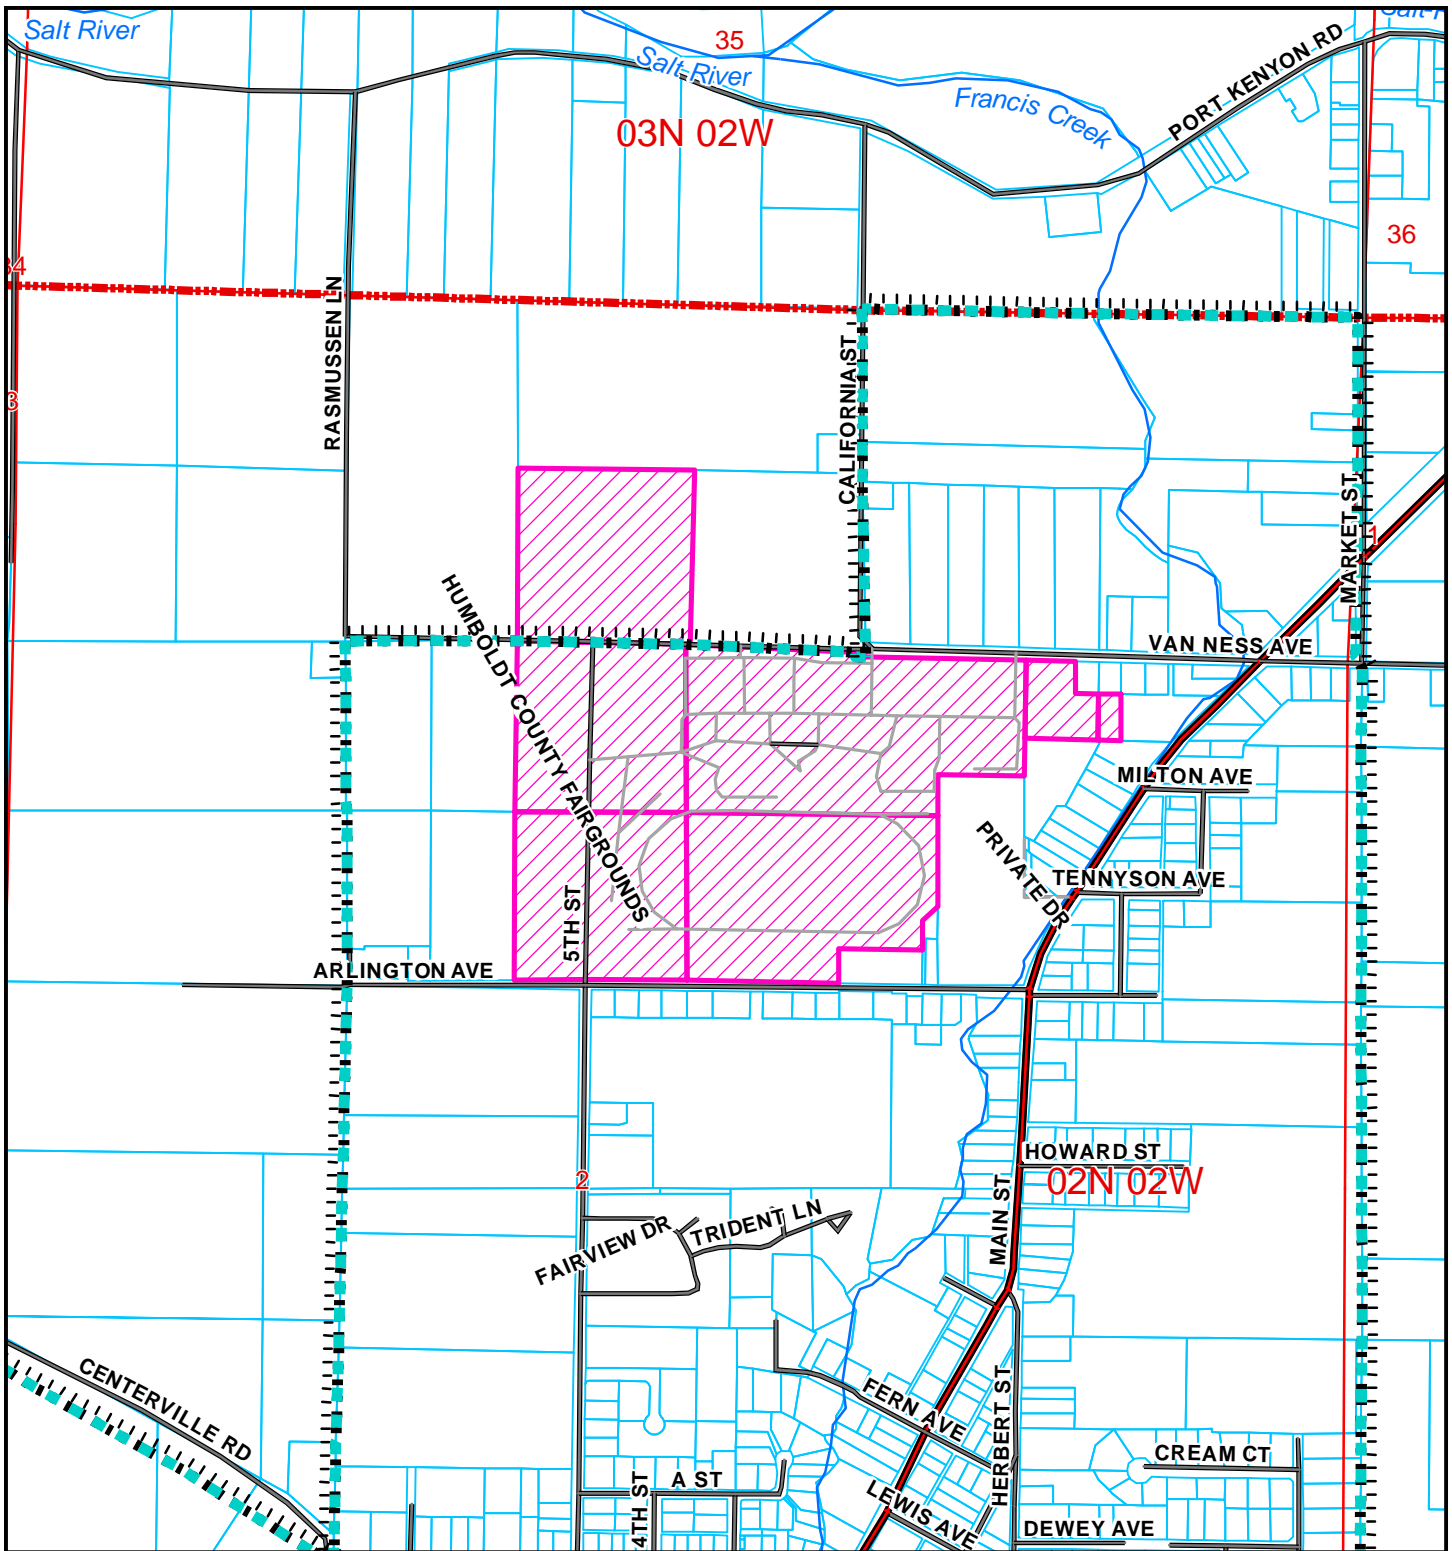 Salt River
35
Salt River
PORT KENYON RD
Francis Creek
03N 02W
36
34
RASMUSSEN LN
CALIFORNIA ST
3
MARKET ST
1
HUMBOLDT COUNTY FAIRGROUNDS
VAN NESS AVE
MILTON AVE
PRIVATE DR
TENNYSON AVE
5TH ST
ARLINGTON AVE
HOWARD ST
2
02N 02W
MAIN ST
TRIDENT LN
FAIRVIEW DR
CENTERVILLE RD
FERN AVE
HERBERT ST
CREAM CT
A ST
4TH ST
LEWIS AVE
DEWEY AVE